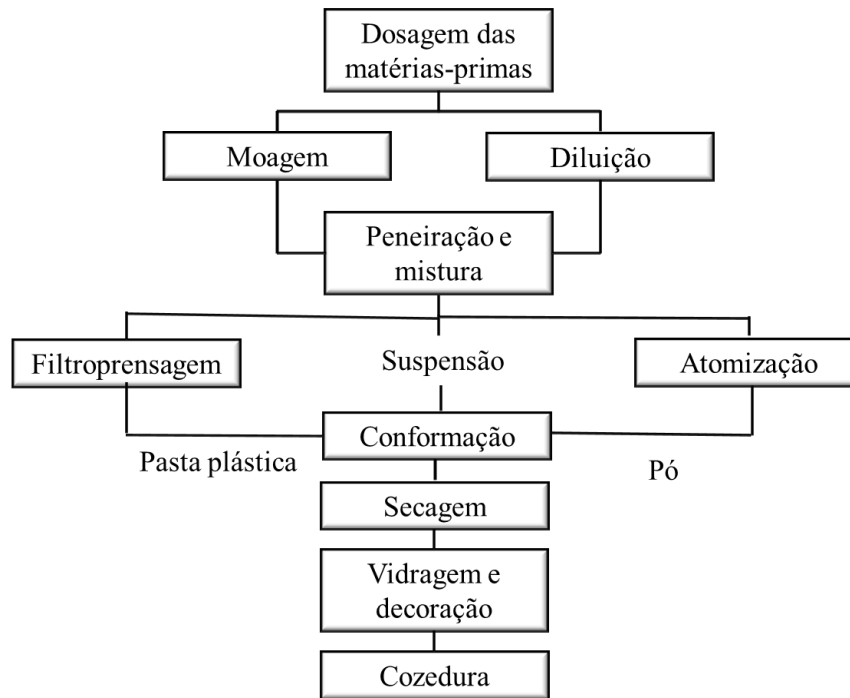 Dosagem das
matérias-primas
Moagem
Diluição
Peneiração e
mistura
Filtroprensagem
Suspensão
Atomização
Conformação
Pasta plástica
Pó
Secagem
Vidragem e
decoração
Cozedura